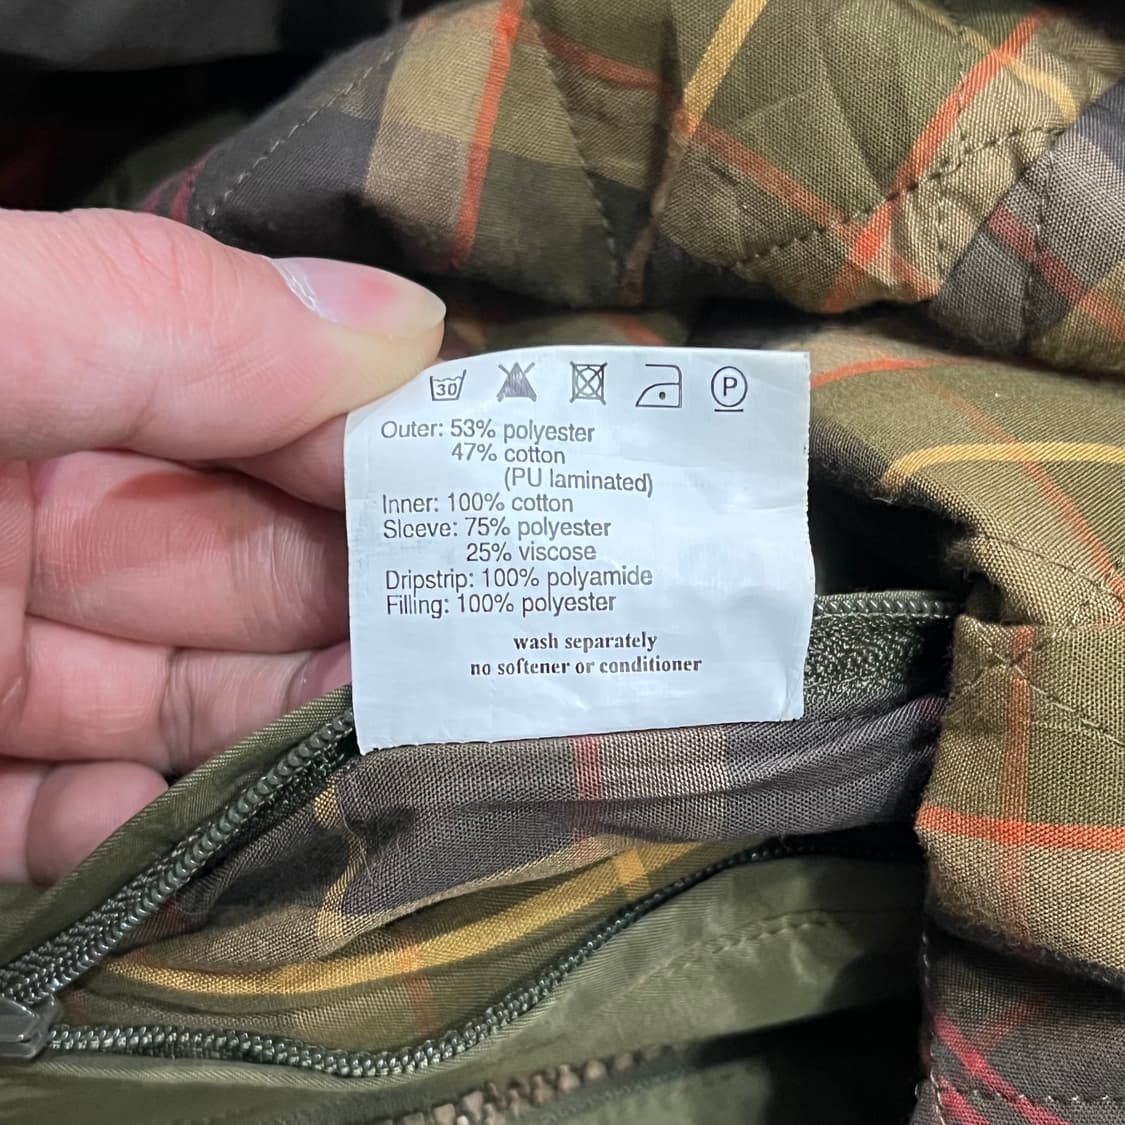 30 P
Outer: 53% polyester
47% cotton
(PU laminated)
Inner: 100% cotton
Sleeve: 75% polyester
25% viscose
Dripstrip: 100% polyamide
Filling: 100% polyester
wash separately
no softener or conditioner